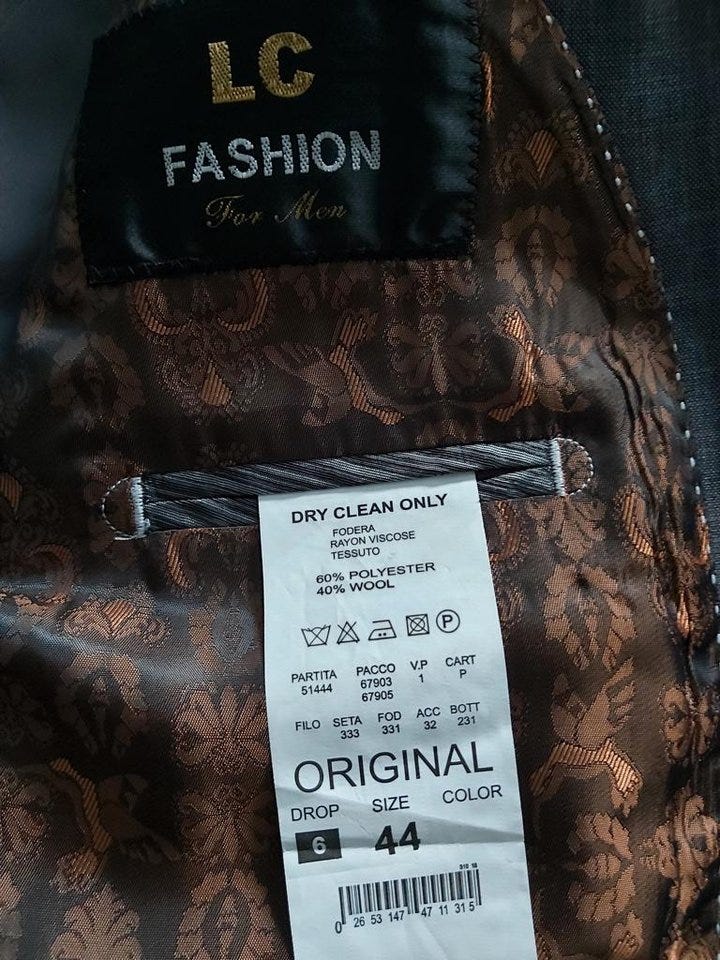 LC
FASHION
For Men
DRY CLEAN ONLY
FODERA
RAYON VISCOSE
TESSUTO
60% POLYESTER
40% WOOL
P
PARTITA PACCO V.P CART
51444 67903 1 P
67905
FILO SETA FOD ACC BOTT
333 331 32 231
ORIGINAL
DROP SIZE COLOR
6 44
0 26 53 147 47 11 31 5